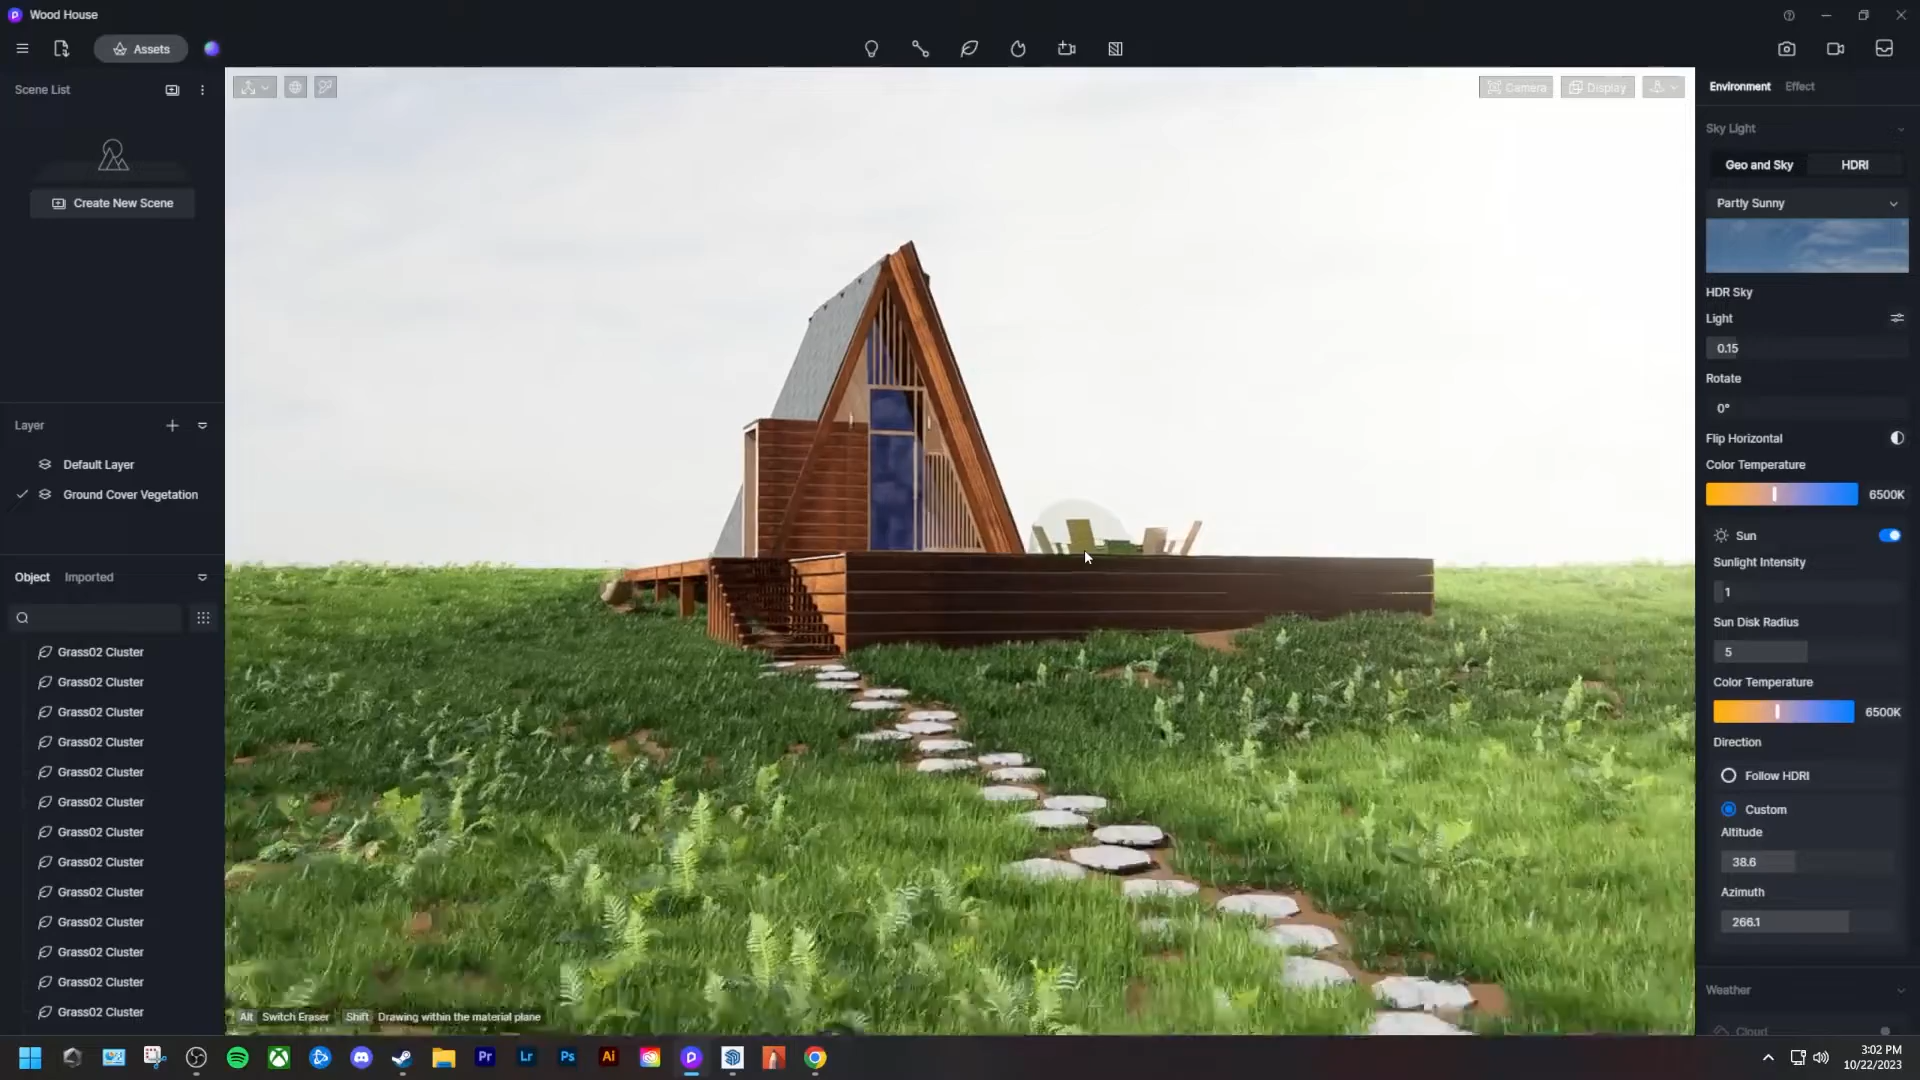 Wood House
Assets
Scene List
Create New Scene
Layer
Default Layer
Ground Cover Vegetation
Object Imported
Grass02 Cluster
Grass02 Cluster
Grass02 Cluster
Grass02 Cluster
Grass02 Cluster
Grass02 Cluster
Grass02 Cluster
Grass02 Cluster
Grass02 Cluster
Grass02 Cluster
Grass02 Cluster
Grass02 Cluster
Grass02 Cluster
Camera Display
Alt Switch Eraser Shift Drawing within the material plane
Environment Effect
Sky Light
Geo and Sky HDRI
Partly Sunny
HDR Sky
Light
0.15
Rotate
0°
Flip Horizontal
Color Temperature
6500K
Sun
Sunlight Intensity
1
Sun Disk Radius
5
Color Temperature
6500K
Direction
Follow HDRI
Custom
Altitude
38.6
Azimuth
266.1
Weather
Cloud
Pr Lr Ps Ai
3:02 PM
10/22/2023